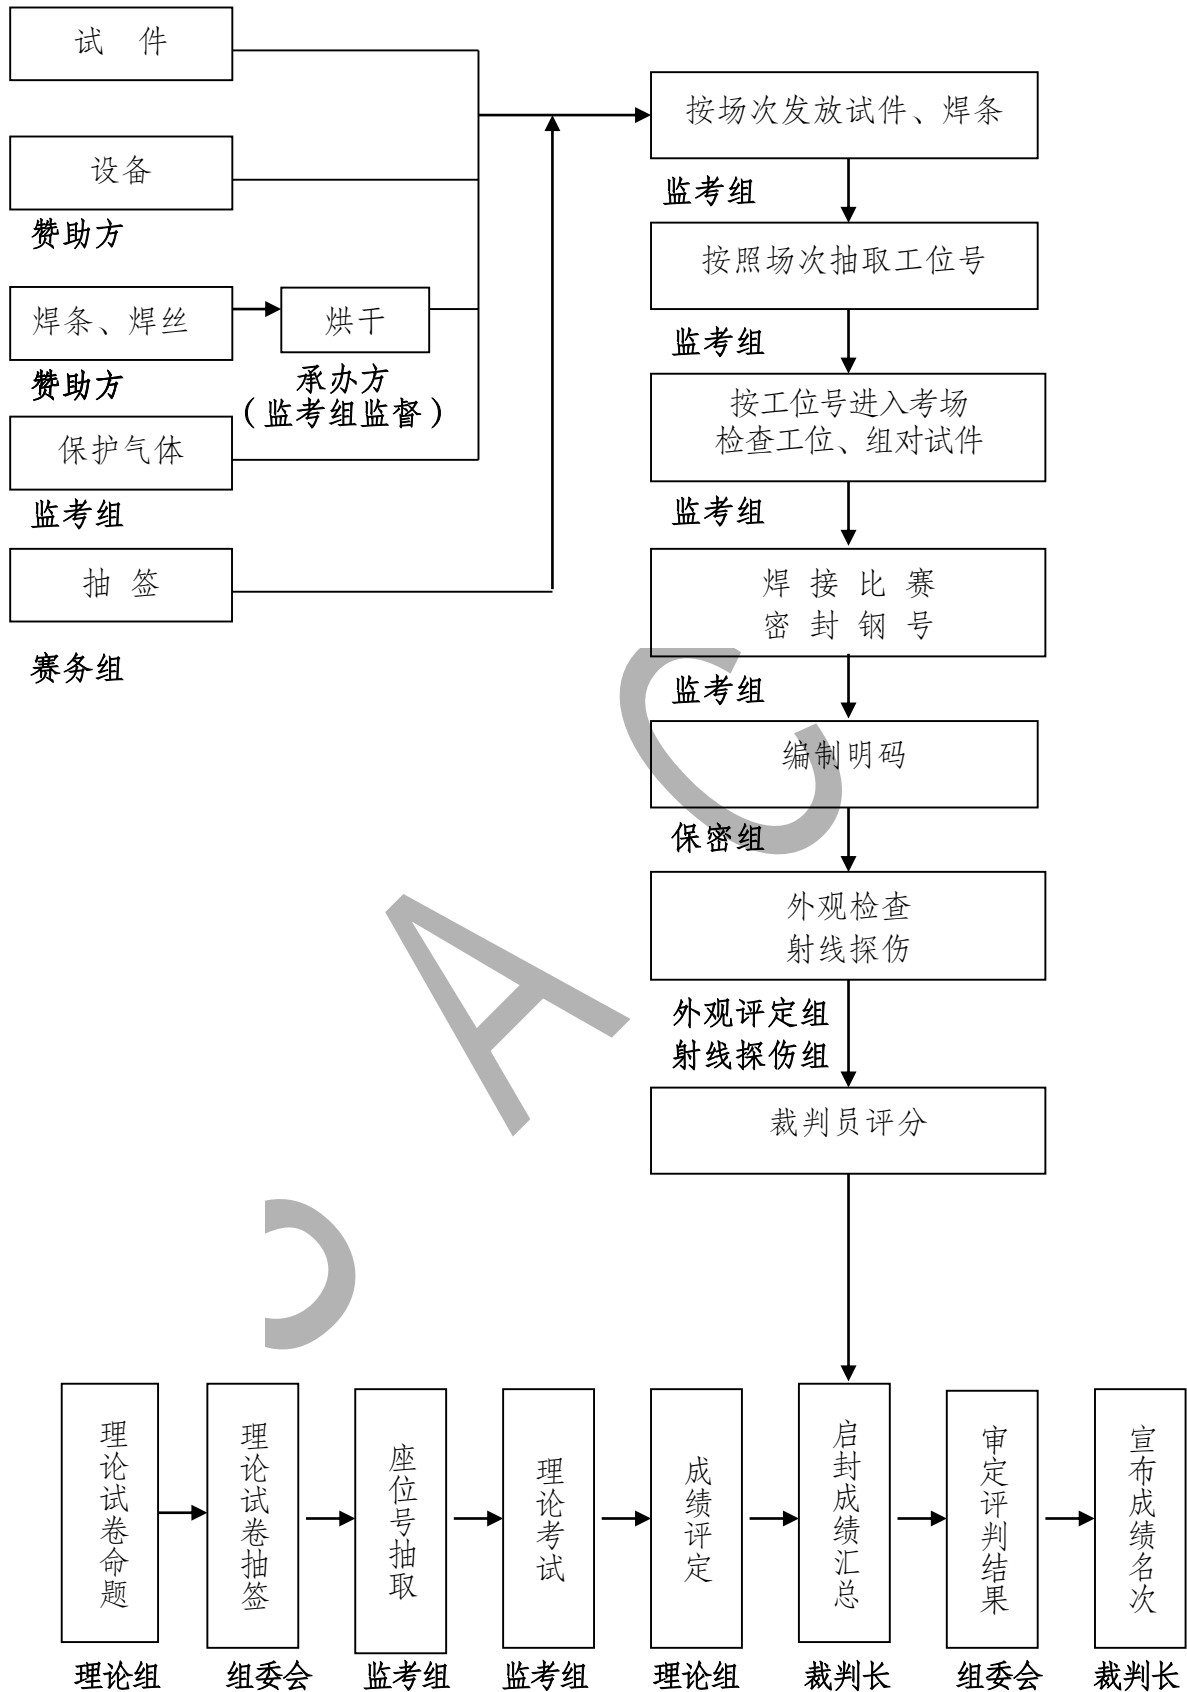 试 件
设备
赞助方
焊条、焊丝
赞助方
烘干
承办方
（监考组监督）
保护气体
监考组
抽 签
赛务组
按场次发放试件、焊条
监考组
按照场次抽取工位号
监考组
按工位号进入考场
检查工位、组对试件
监考组
焊 接 比 赛
密 封 钢 号
监考组
编制明码
保密组
外观检查
射线探伤
外观评定组
射线探伤组
裁判员评分
理论试卷命题
理论试卷抽签
座位号抽取
理论考试
成绩评定
启封成绩汇总
审定评判结果
宣布成绩名次
理论组
组委会
监考组
监考组
理论组
裁判长
组委会
裁判长